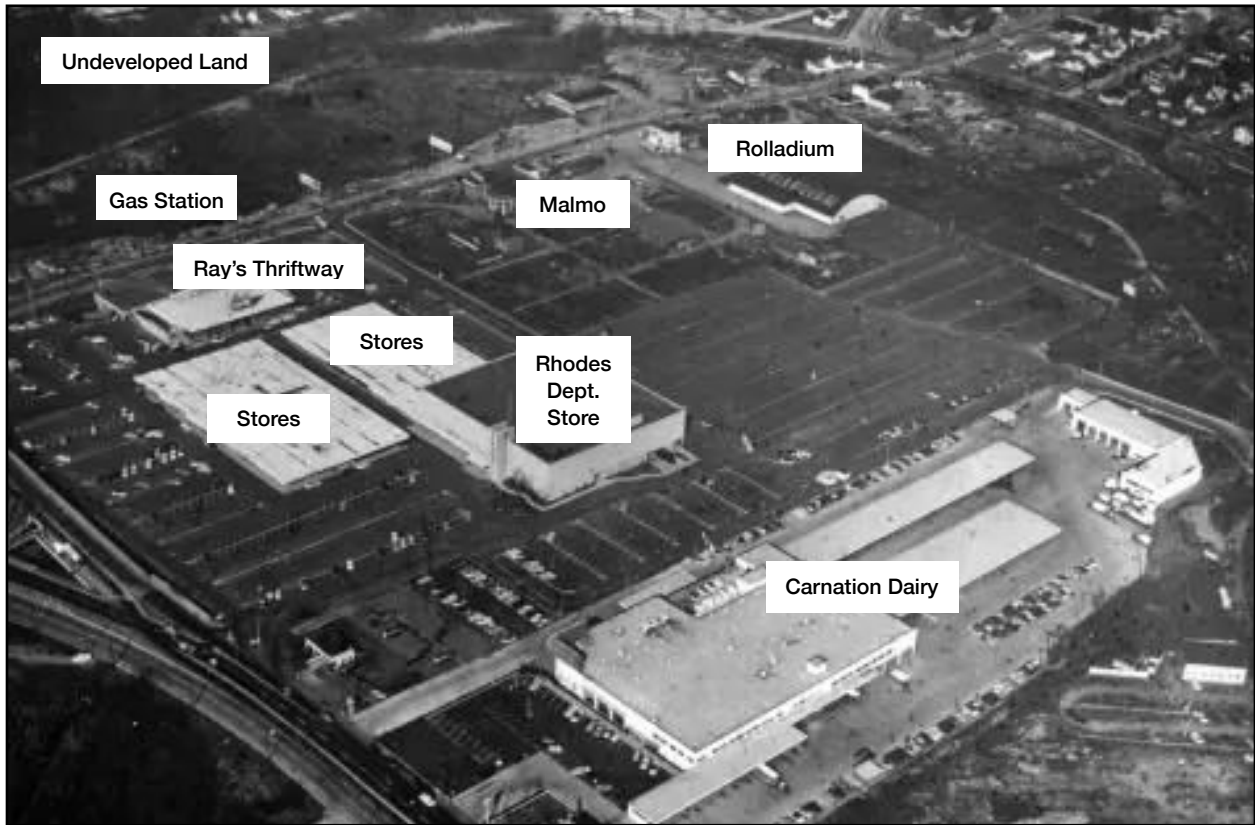 Undeveloped Land
Rolladium
Gas Station
Malmo
Ray's Thriftway
Stores
Rhodes
Dept.
Store
Stores
Carnation Dairy